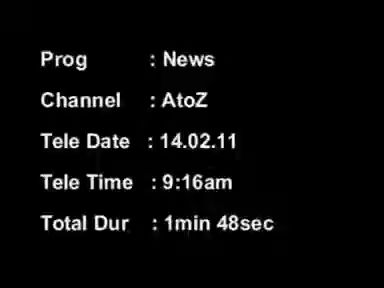 Prog : News
Channel : AtoZ
Tele Date : 14.02.11
Tele Time : 9:16am
Total Dur : 1min 48sec